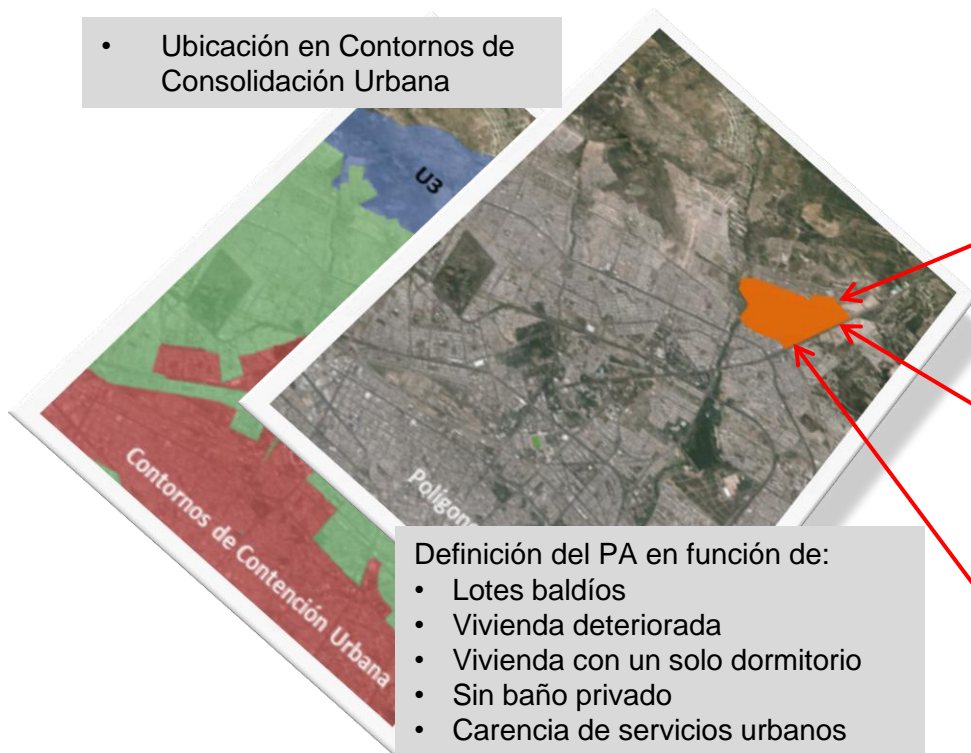 • Ubicación en Contornos de
Consolidación Urbana
U3
Contornos de Contención Urbana
Definición del PA en función de:
• Lotes baldíos
• Vivienda deteriorada
• Vivienda con un solo dormitorio
• Sin baño privado
• Carencia de servicios urbanos